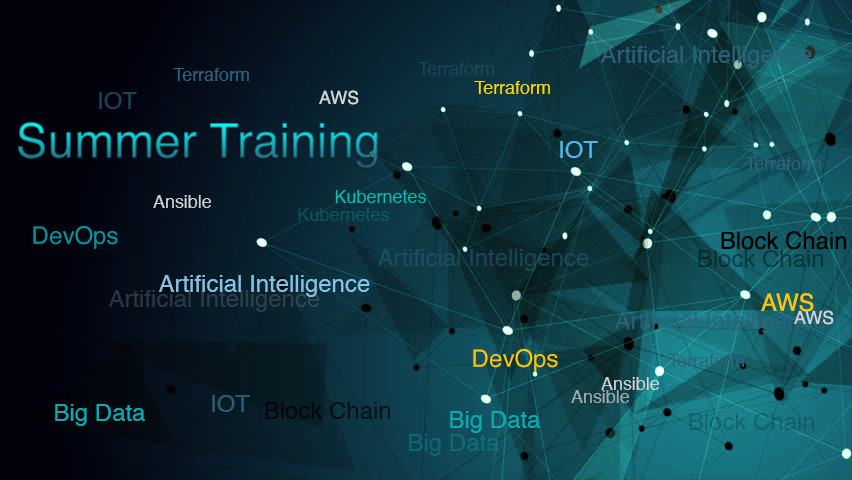 Artificial Intelligence
Terraform
Terraform
Terraform
IOT
AWS
Summer Training
IOT
Terraform
Kubernetes
Ansible
Kubernetes
DevOps
Block Chain
Artificial Intelligence
Block Chain
Artificial Intelligence
Artificial Intelligence
AWS
Artificial Intelligence
AWS
DevOps
Terraform
Ansible
Ansible
IOT
Big Data
Block Chain
Big Data
Block Chain
Big Data